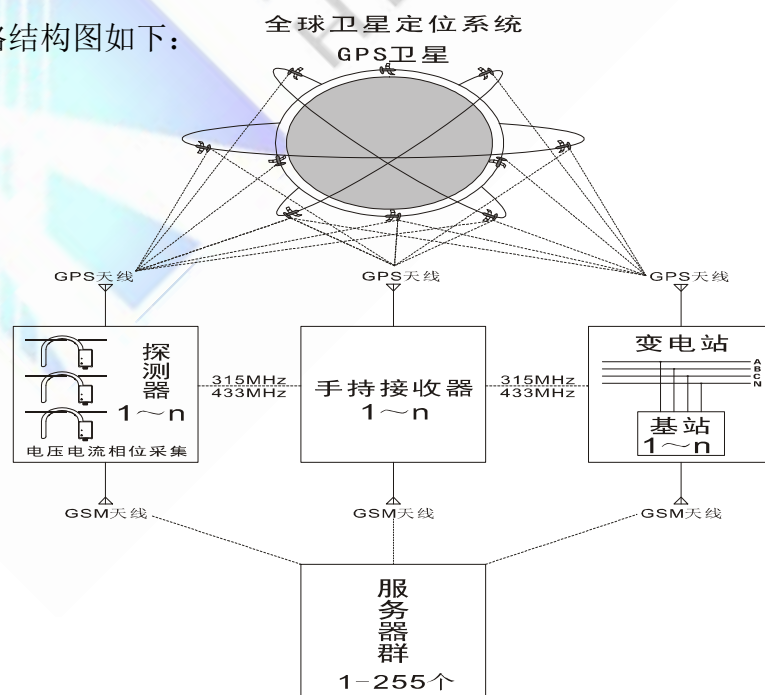 络结构图如下：
全球卫星定位系统
GPS卫星
GPS天线
GPS天线
GPS天线
探测器
1～n
电压电流相位采集
315MHz
433MHz
手持接收器
1～n
315MHz
433MHz
变电站
A
B
C
N
基站
1～n
GSM天线
GSM天线
GSM天线
服务器群
1-255个